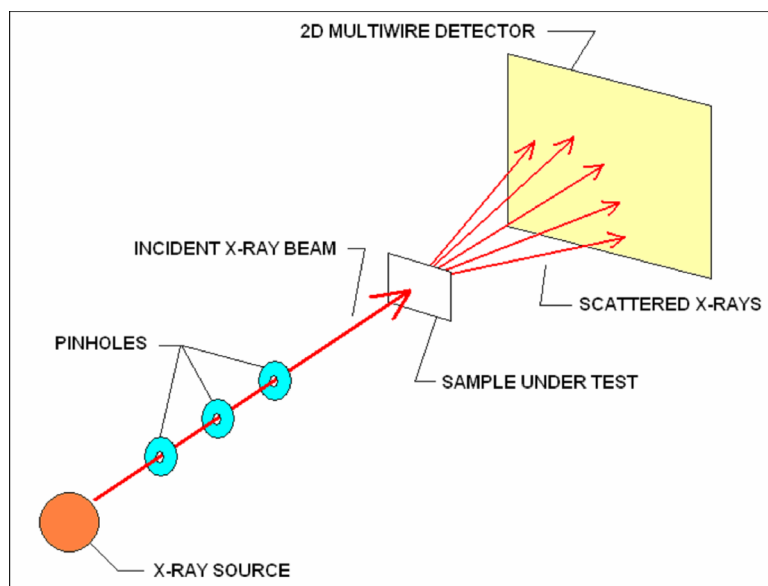 2D MULTIWIRE DETECTOR
INCIDENT X-RAY BEAM
SCATTERED X-RAYS
PINHOLES
SAMPLE UNDER TEST
X-RAY SOURCE